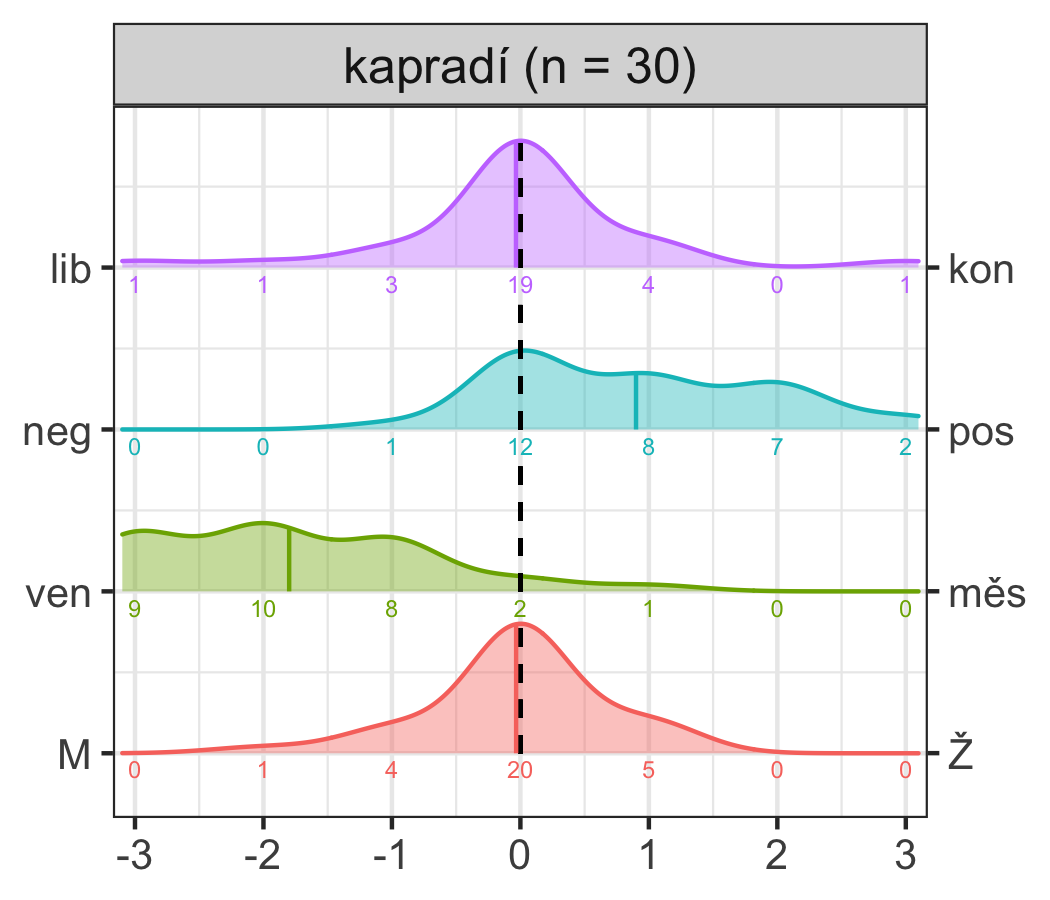 kapradí (n = 30)
lib kon
1 1 3 19 4 0 1
neg pos
0 0 1 12 8 7 2
ven měs
9 10 8 2 1 0 0
M Ž
0 1 4 20 5 0 0
-3 -2 -1 0 1 2 3